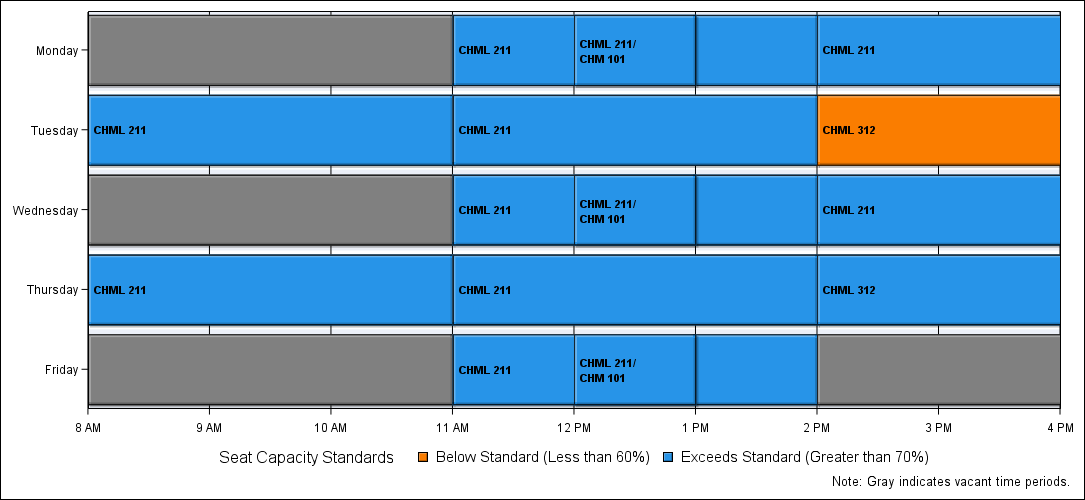 Monday
CHML 211
CHML 211/
CHM 101
CHML 211
Tuesday
CHML 211
CHML 211
CHML 312
Wednesday
CHML 211
CHML 211/
CHM 101
CHML 211
Thursday
CHML 211
CHML 211
CHML 312
Friday
CHML 211
CHML 211/
CHM 101
8 AM 9 AM 10 AM 11 AM 12 PM 1 PM 2 PM 3 PM 4 PM
Seat Capacity Standards Below Standard (Less than 60%) Exceeds Standard (Greater than 70%)
Note: Gray indicates vacant time periods.